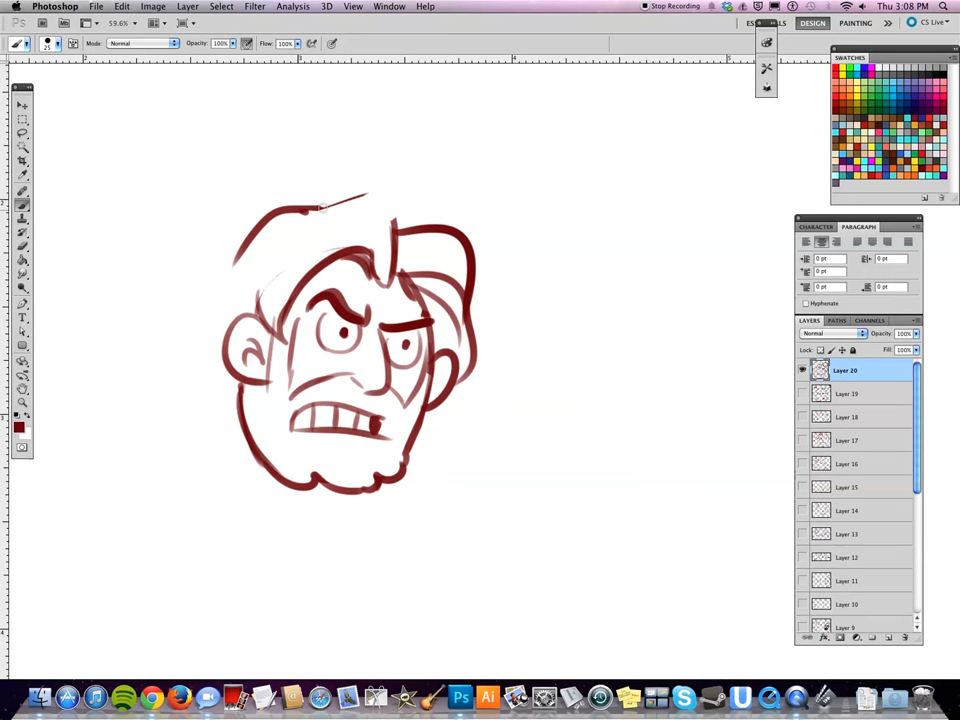 Photoshop File Edit Image Layer Select Filter Analysis 3D View Window Help Stop Recording Thu 3:08 PM
Ps 59.6% DESIGN PAINTING CS Live
25 Mode: Normal Opacity: 100% Flow: 100%
SWATCHES
CHARACTER PARAGRAPH
0 pt 0 pt
0 pt
0 pt 0 pt
Hyphenate
LAYERS PATHS CHANNELS
Normal Opacity: 100%
Lock: Fill: 100%
Layer 20
Layer 19
Layer 18
Layer 17
Layer 16
Layer 15
Layer 14
Layer 13
Layer 12
Layer 11
Layer 10
Layer 9
Ps Ai